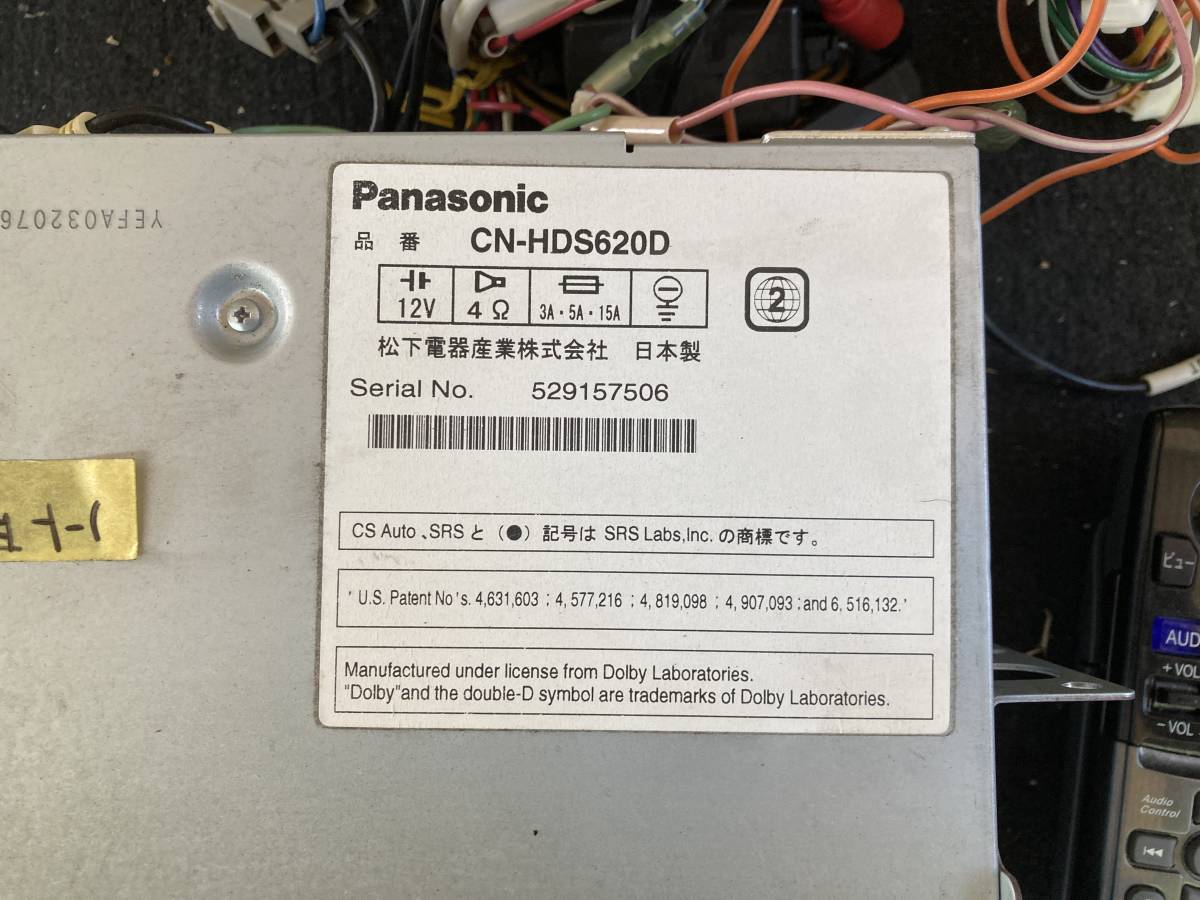 YEFA032076
Panasonic
品 番 CN-HDS620D
12V 4 Ω 3A・5A・15A
2
松下電器産業株式会社 日本製
Serial No. 529157506
CS Auto、SRS と (●) 記号は SRS Labs,Inc. の商標です。
' U.S. Patent No's. 4,631,603 ; 4,577,216 ; 4,819,098 ; 4,907,093 ; and 6,516,132.'
Manufactured under license from Dolby Laboratories.
"Dolby"and the double-D symbol are trademarks of Dolby Laboratories.
ビュー
AUD
+ VOL
− VOL
Audio
Control